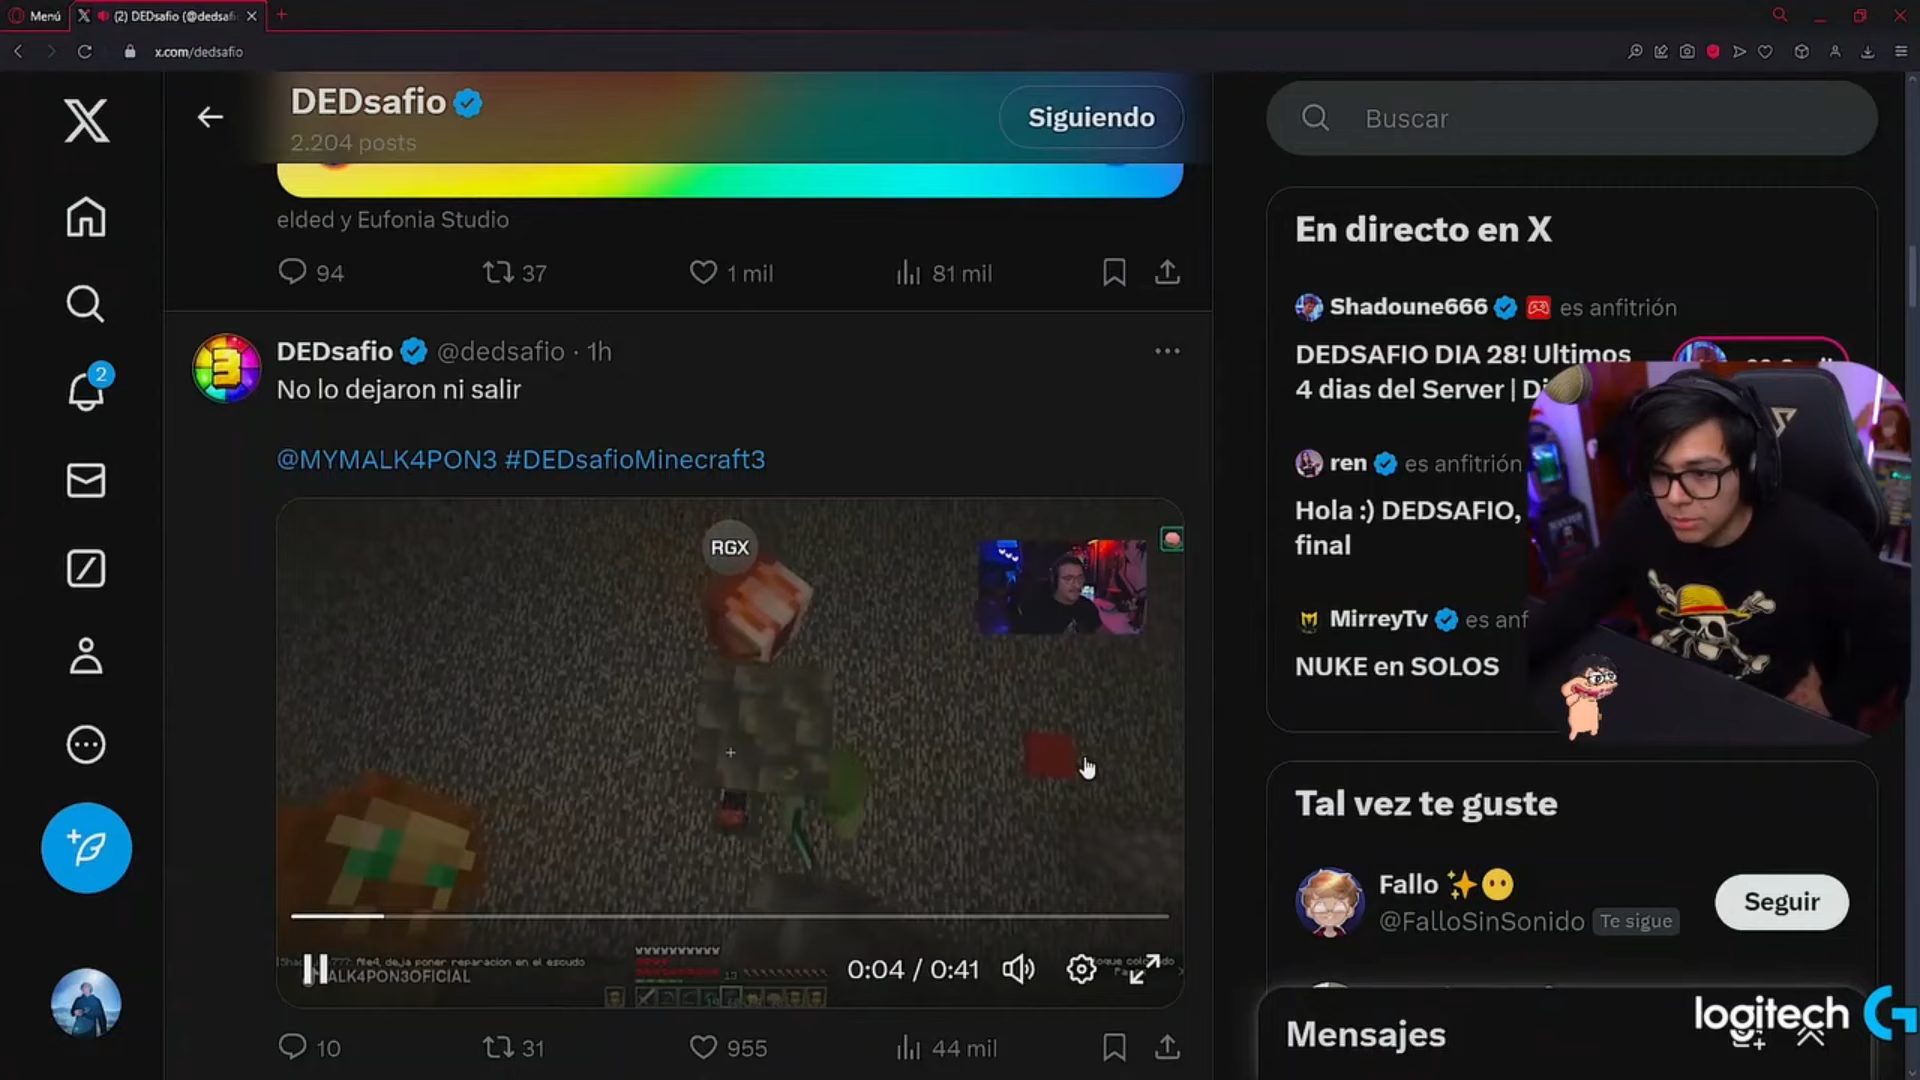 Menú
(2) DEDsafio (@dedsafi
x.com/dedsafio
DEDsafio
2.204 posts
Siguiendo
Buscar
elded y Eufonia Studio
94
37
1 mil
81 mil
DEDsafio @dedsafio · 1h
No lo dejaron ni salir
@MYMALK4PON3 #DEDsafioMinecraft3
RGX
ALK4PON3OFICIAL
0:04 / 0:41
10
31
955
44 mil
En directo en X
Shadoune666 es anfitrión
DEDSAFIO DIA 28! Ultimos
4 dias del Server | Di
ren es anfitrión
Hola :) DEDSAFIO,
final
MirreyTv es anf
NUKE en SOLOS
Tal vez te guste
Fallo
@FalloSinSonido Te sigue
Seguir
Mensajes
logitech G
2
3